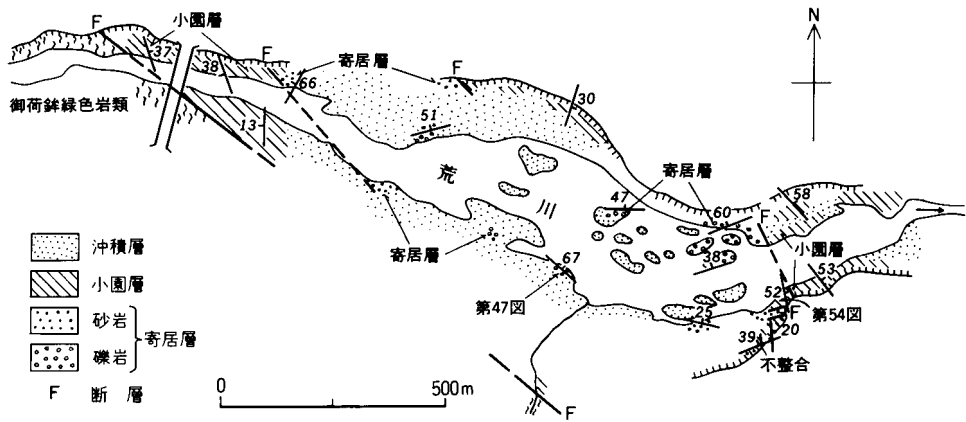 N
F
小園層
37
F
38
66
寄居層
F
30
御荷鉾緑色岩類
13
51
荒
川
寄居層
47
60
F
58
38
小園層
寄居層
67
第47図
52
53
F
第54図
25
20
39
不整合
F
沖積層
小園層
砂岩
礫岩
寄居層
F 断層
0 500m